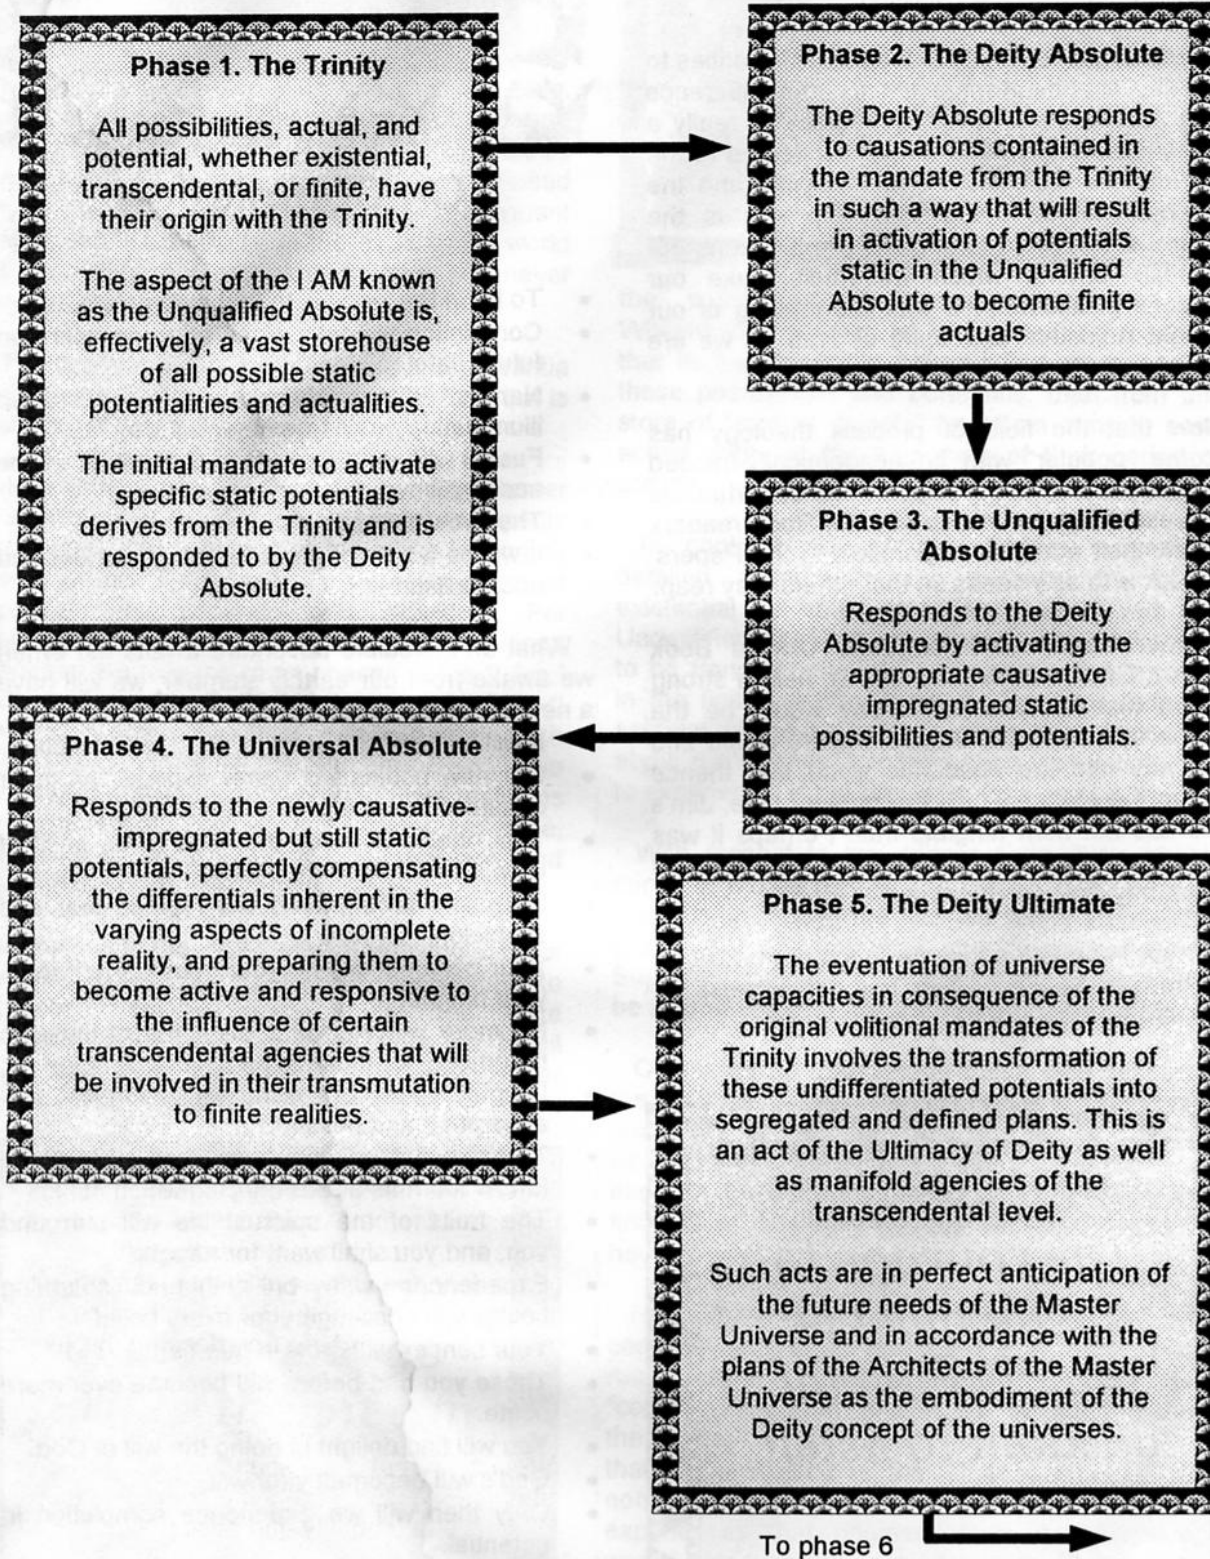 Phase 1. The Trinity
All possibilities, actual, and
potential, whether existential,
transcendental, or finite, have
their origin with the Trinity.
The aspect of the I AM known
as the Unqualified Absolute is,
effectively, a vast storehouse
of all possible static
potentialities and actualities.
The initial mandate to activate
specific static potentials
derives from the Trinity and is
responded to by the Deity
Absolute.
Phase 2. The Deity Absolute
The Deity Absolute responds
to causations contained in
the mandate from the Trinity
in such a way that will result
in activation of potentials
static in the Unqualified
Absolute to become finite
actuals
Phase 3. The Unqualified
Absolute
Responds to the Deity
Absolute by activating the
appropriate causative
impregnated static
possibilities and potentials.
Phase 4. The Universal Absolute
Responds to the newly causative-
impregnated but still static
potentials, perfectly compensating
the differentials inherent in the
varying aspects of incomplete
reality, and preparing them to
become active and responsive to
the influence of certain
transcendental agencies that will
be involved in their transmutation
to finite realities.
Phase 5. The Deity Ultimate
The eventuation of universe
capacities in consequence of the
original volitional mandates of the
Trinity involves the transformation of
these undifferentiated potentials into
segregated and defined plans. This is
an act of the Ultimacy of Deity as well
as manifold agencies of the
transcendental level.
Such acts are in perfect anticipation of
the future needs of the Master
Universe and in accordance with the
plans of the Architects of the Master
Universe as the embodiment of the
Deity concept of the universes.
To phase 6